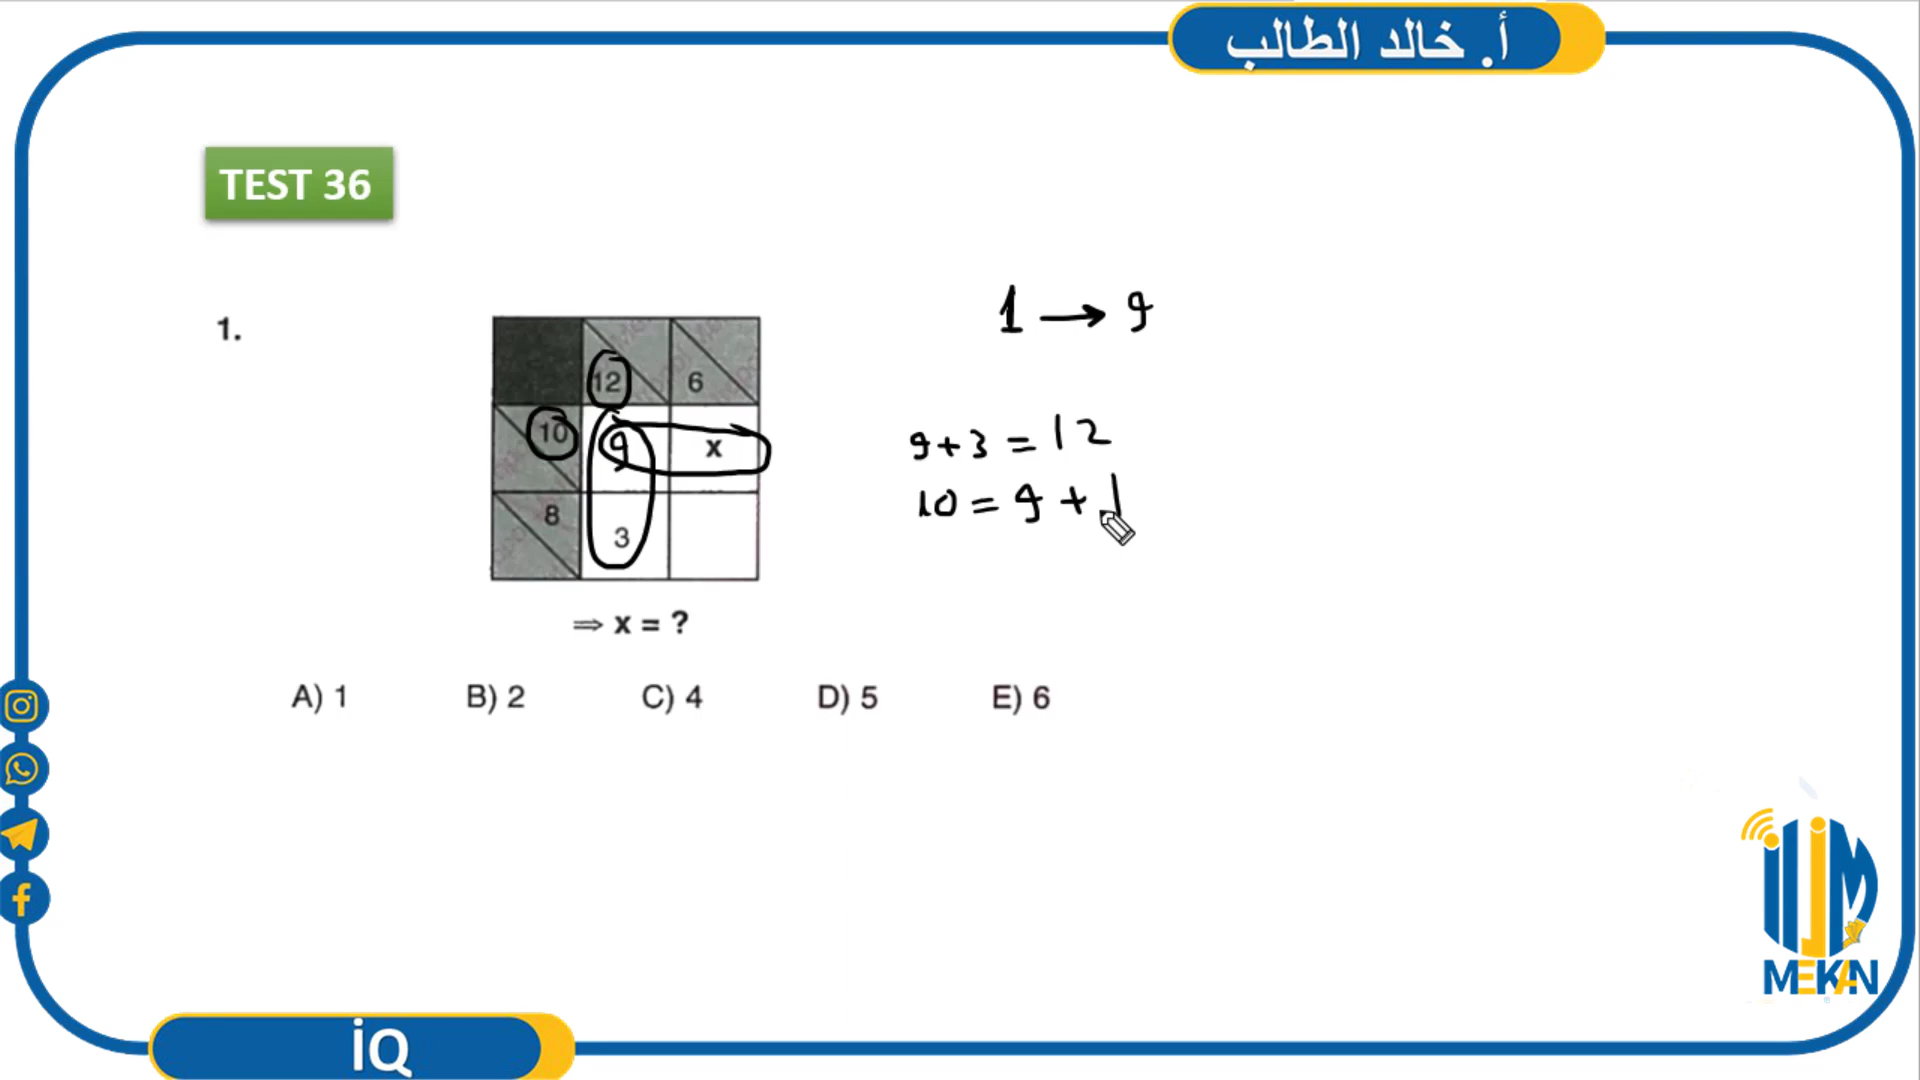 أ. خالد الطالب
TEST 36
1.
1 → 9
12 6
10 9 x
8 3
9+3 = 12
10 = 9 + 1
⇒ x = ?
A) 1 B) 2 C) 4 D) 5 E) 6
MEKAN
İQ